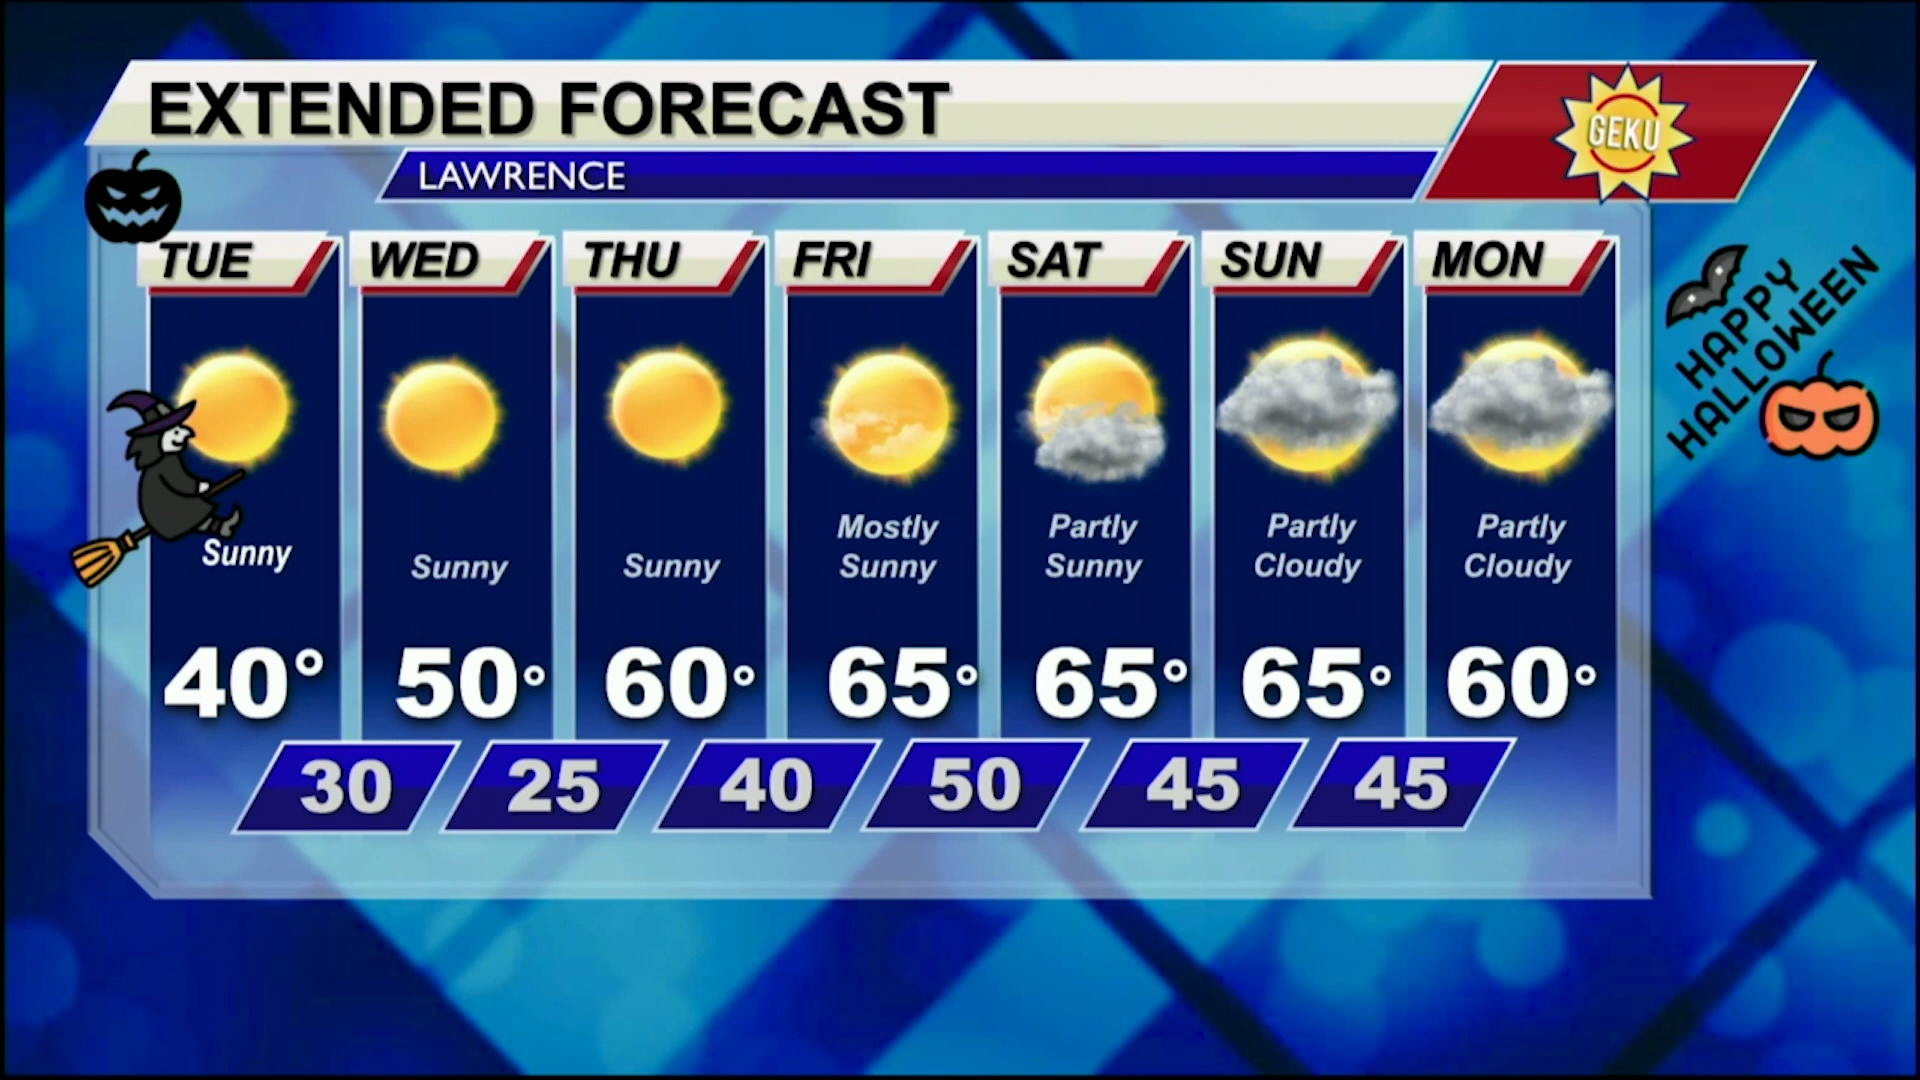 EXTENDED FORECAST
GEKU
LAWRENCE
TUE WED THU FRI SAT SUN MON
HAPPY
HALLOWEEN
Sunny
Sunny
Sunny
Mostly
Sunny
Partly
Sunny
Partly
Cloudy
Partly
Cloudy
40° 50° 60° 65° 65° 65° 60°
30 25 40 50 45 45